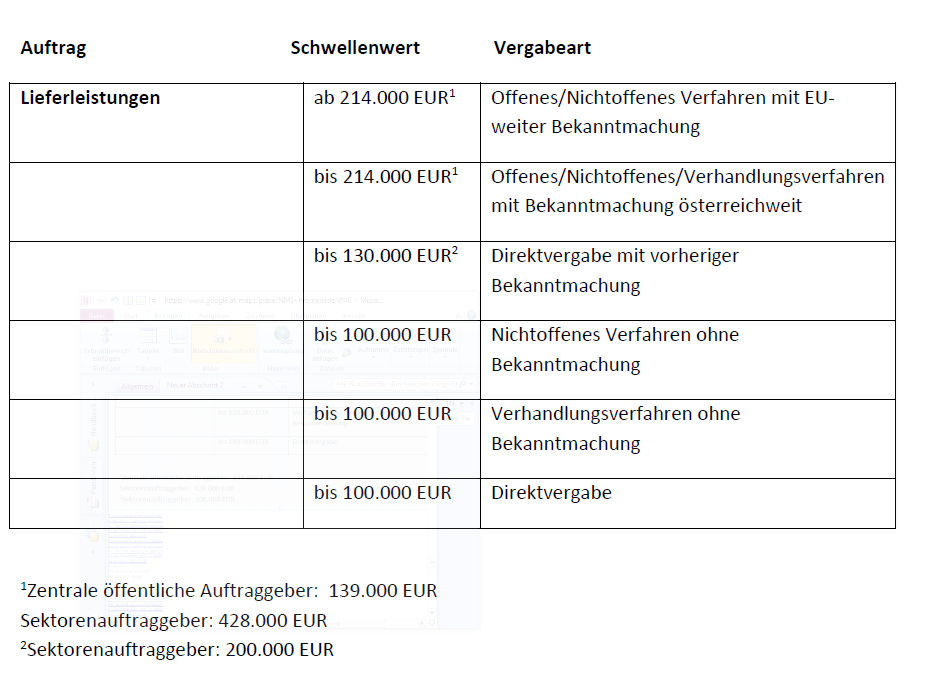 Auftrag Schwellenwert Vergabeart
Lieferleistungen ab 214.000 EUR¹ Offenes/Nichtoffenes Verfahren mit EU-
weiter Bekanntmachung
bis 214.000 EUR¹ Offenes/Nichtoffenes/Verhandlungsverfahren
mit Bekanntmachung österreichweit
bis 130.000 EUR² Direktvergabe mit vorheriger
Bekanntmachung
bis 100.000 EUR Nichtoffenes Verfahren ohne
Bekanntmachung
bis 100.000 EUR Verhandlungsverfahren ohne
Bekanntmachung
bis 100.000 EUR Direktvergabe
¹Zentrale öffentliche Auftraggeber: 139.000 EUR
Sektorenauftraggeber: 428.000 EUR
²Sektorenauftraggeber: 200.000 EUR